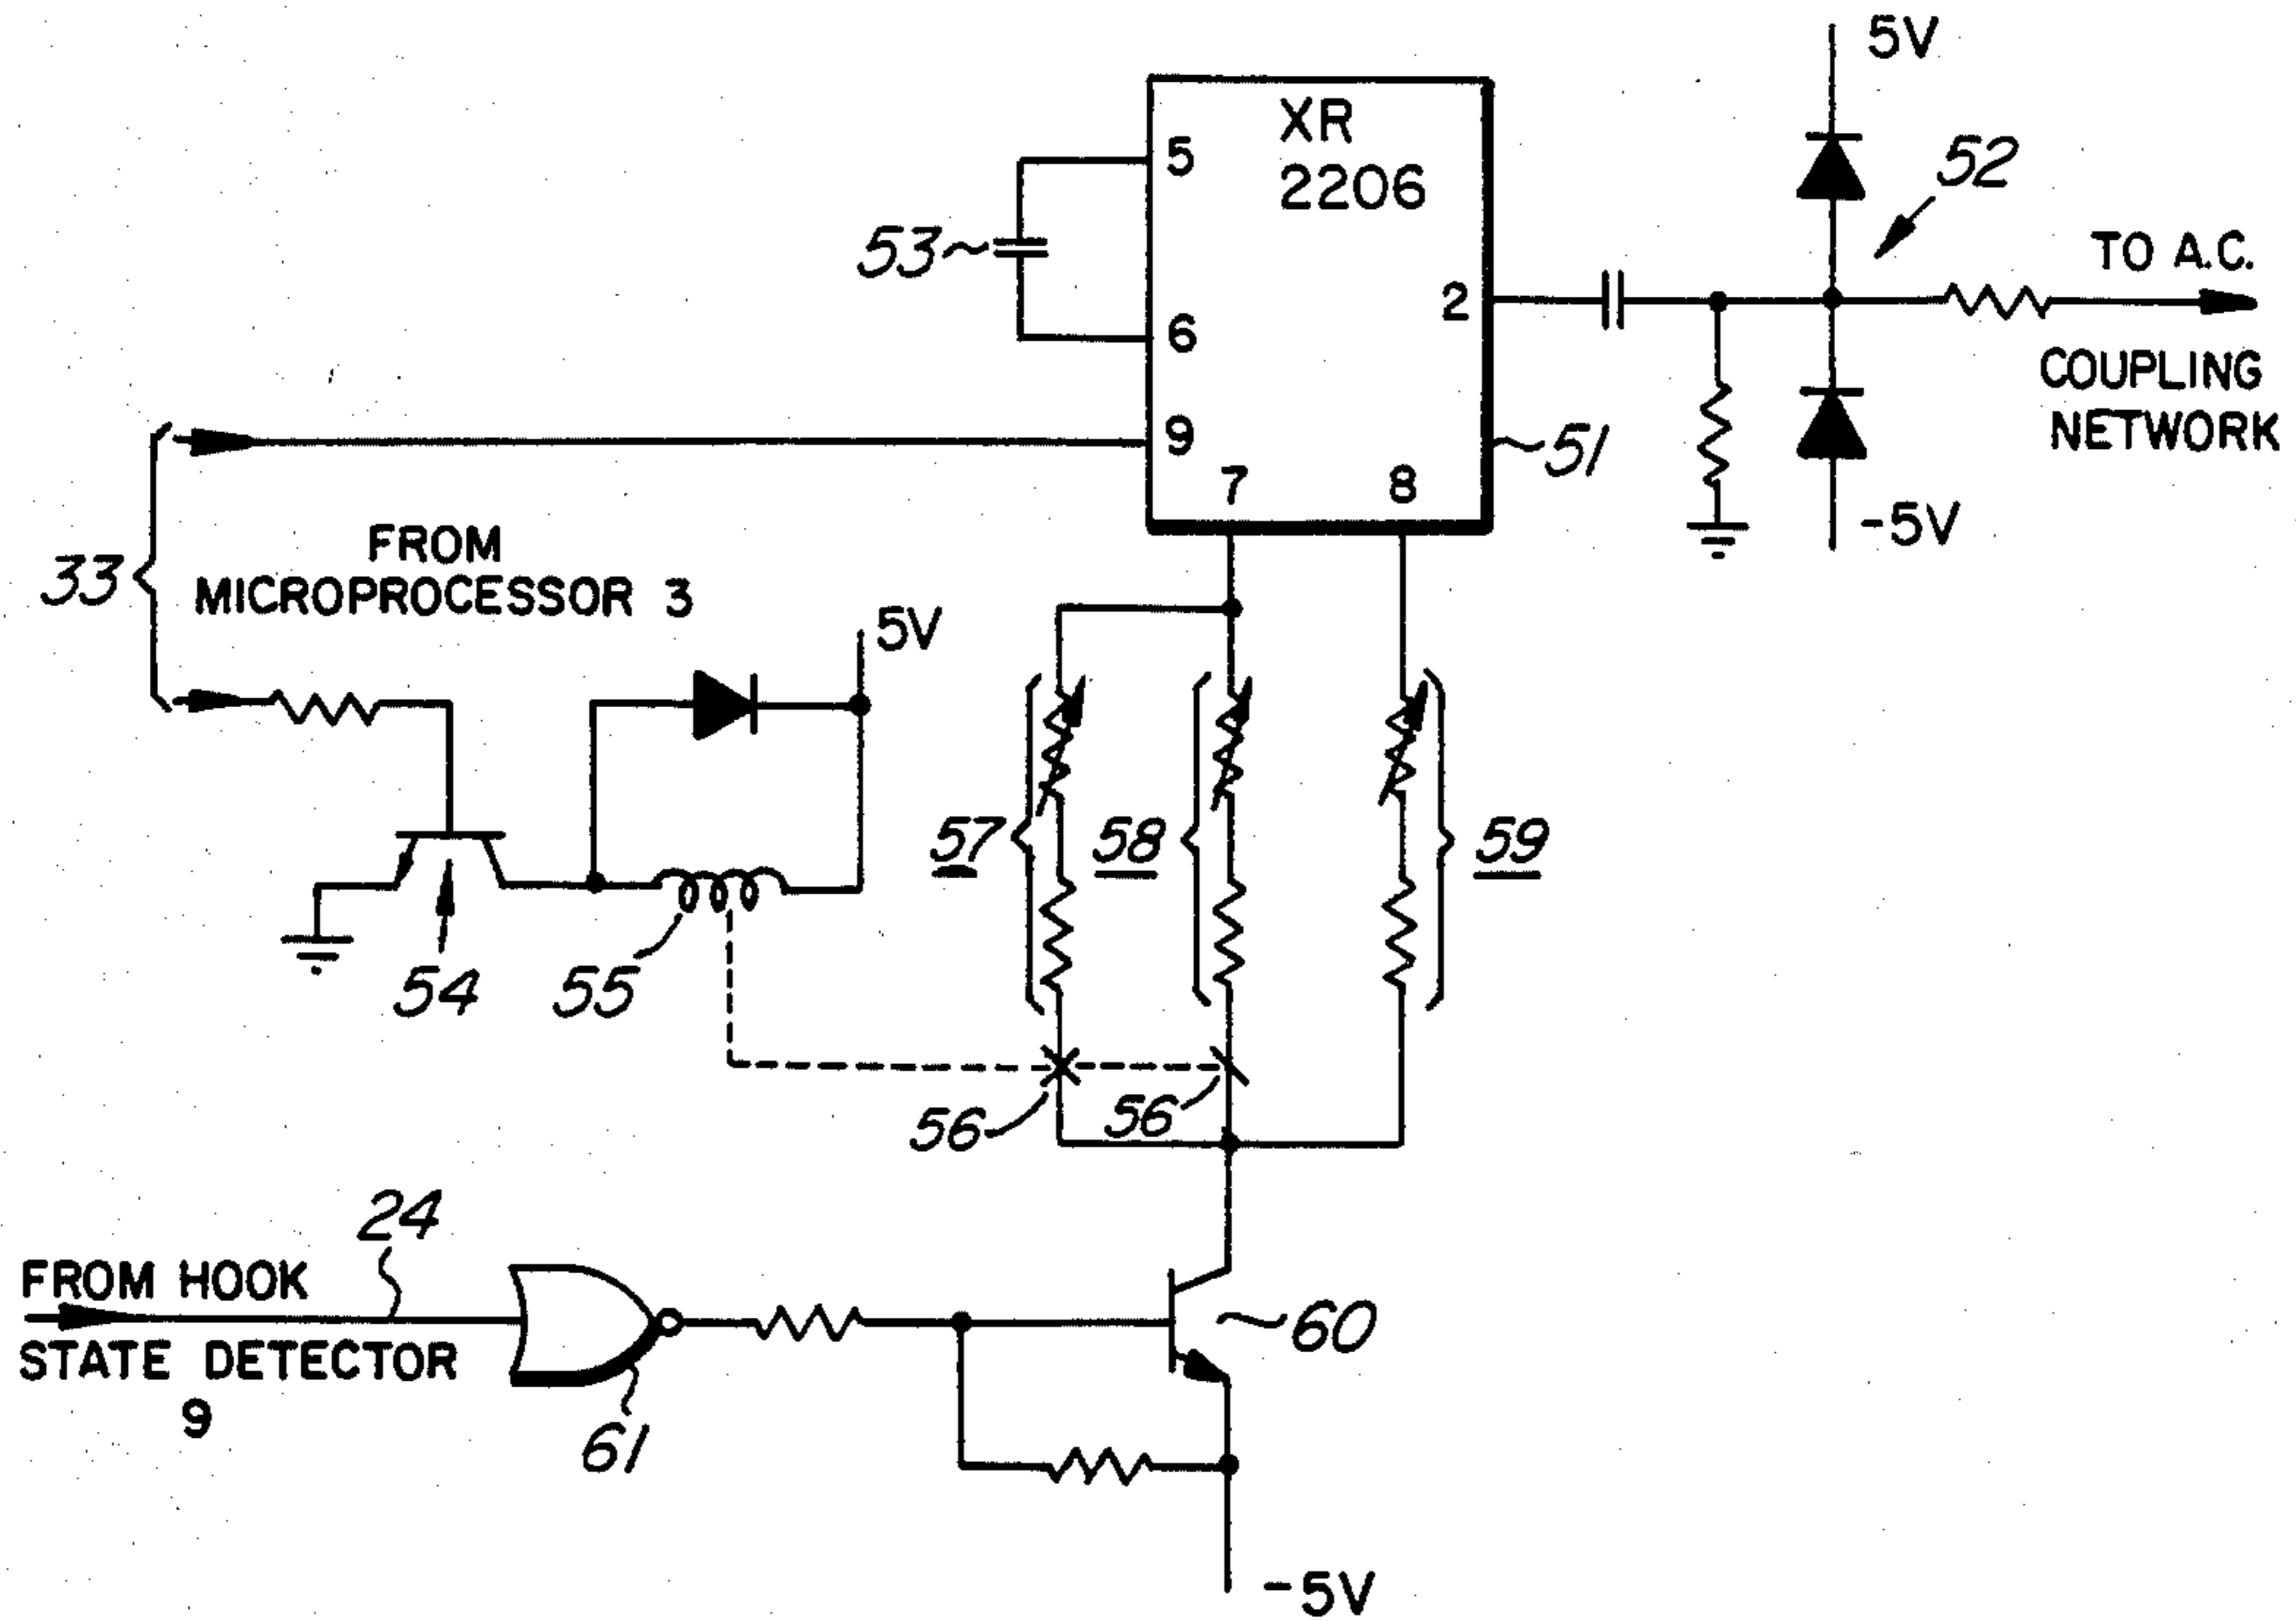 5V
XR
2206
5
6
9
7
8
2
53
51
52
TO A.C.
COUPLING
NETWORK
-5V
33
FROM
MICROPROCESSOR 3
5V
54
55
57
58
59
56
56
24
FROM HOOK
STATE DETECTOR
9
61
60
-5V